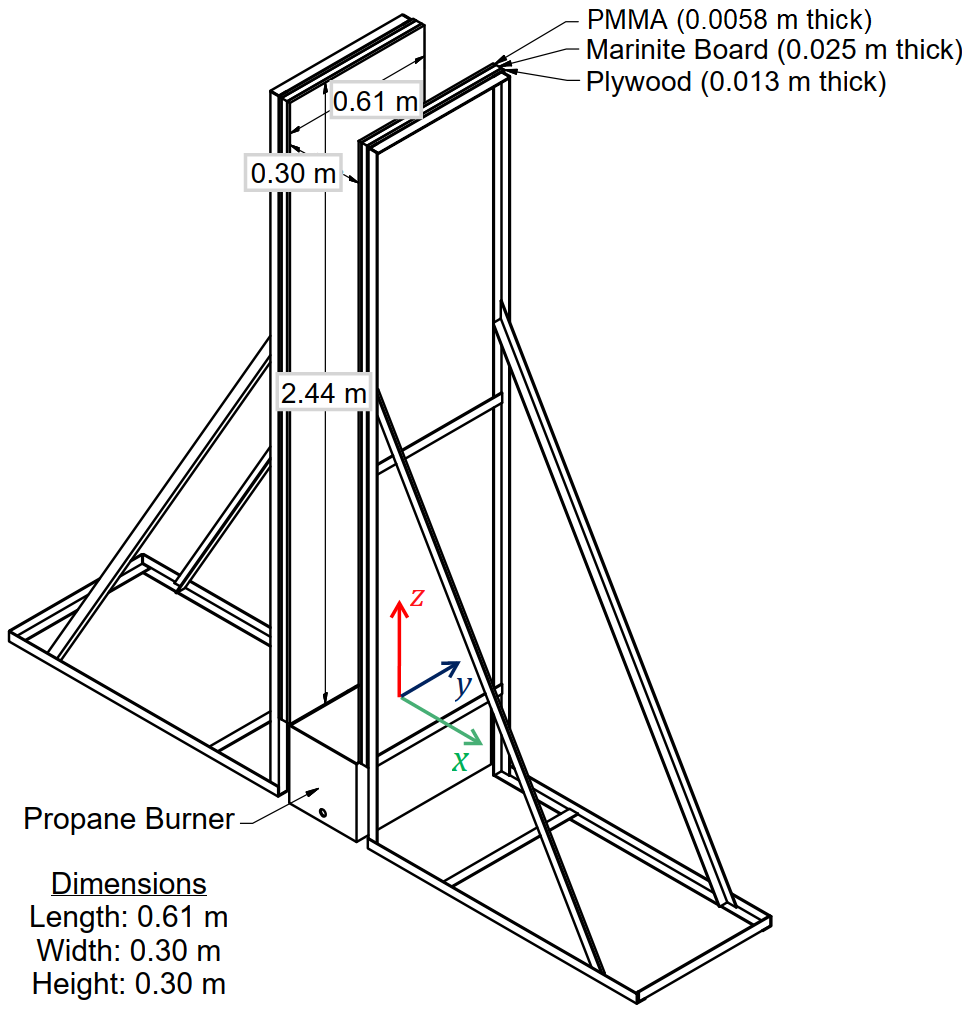 PMMA (0.0058 m thick)
Marinite Board (0.025 m thick)
Plywood (0.013 m thick)
0.61 m
0.30 m
2.44 m
z
y
x
Propane Burner
Dimensions
Length: 0.61 m
Width: 0.30 m
Height: 0.30 m